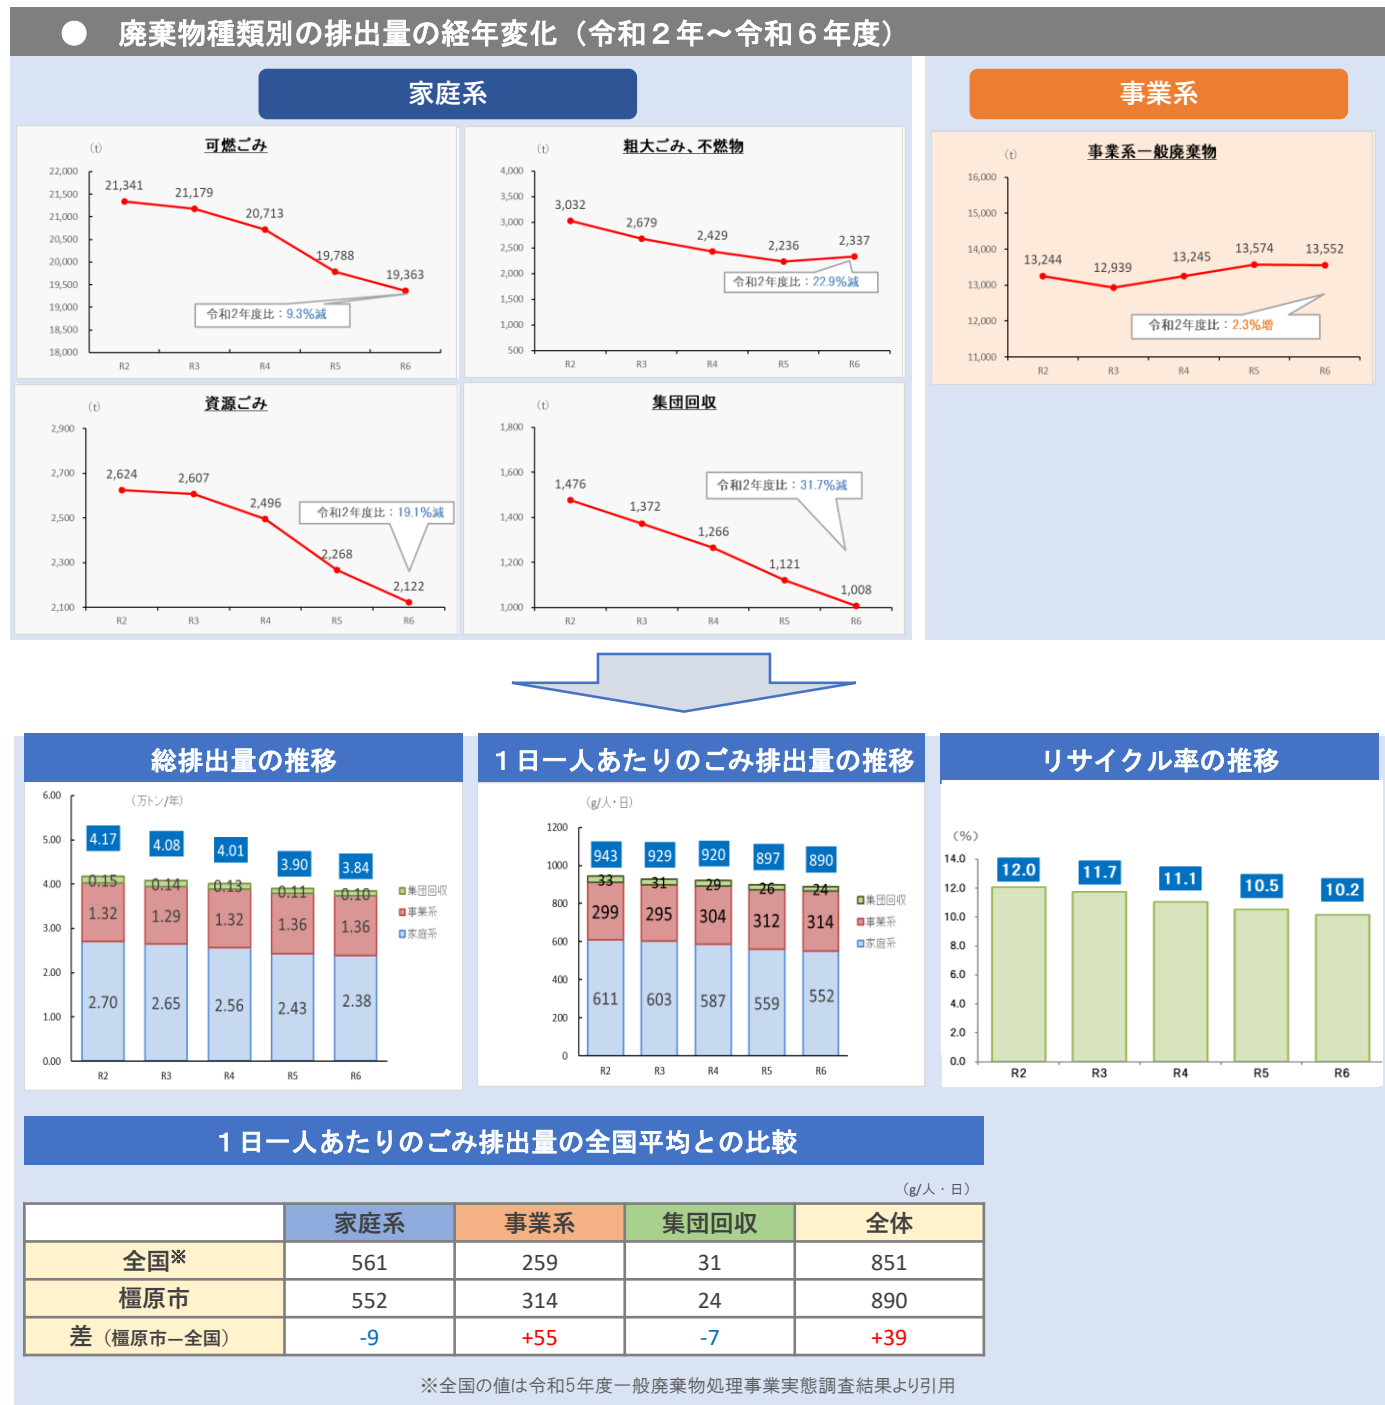 ● 廃棄物種類別の排出量の経年変化（令和２年～令和６年度）
家庭系
事業系
可燃ごみ
(t)
22,000
21,500
21,000
20,500
20,000
19,500
19,000
18,500
18,000
21,341
21,179
20,713
19,788
19,363
令和2年度比：9.3%減
R2 R3 R4 R5 R6
粗大ごみ、不燃物
(t)
4,000
3,500
3,000
2,500
2,000
1,500
1,000
500
3,032
2,679
2,429
2,236
2,337
令和2年度比：22.9%減
R2 R3 R4 R5 R6
事業系一般廃棄物
(t)
16,000
15,000
14,000
13,000
12,000
11,000
13,244
12,939
13,245
13,574
13,552
令和2年度比：2.3%増
R2 R3 R4 R5 R6
資源ごみ
(t)
2,900
2,700
2,500
2,300
2,100
2,624
2,607
2,496
2,268
2,122
令和2年度比：19.1%減
R2 R3 R4 R5 R6
集団回収
(t)
1,800
1,600
1,400
1,200
1,000
1,476
1,372
1,266
1,121
1,008
令和2年度比：31.7%減
R2 R3 R4 R5 R6
総排出量の推移
（万トン/年）
6.00
5.00
4.00
3.00
2.00
1.00
0.00
4.17 4.08 4.01 3.90 3.84
0.15 0.14 0.13 0.11 0.10
1.32 1.29 1.32 1.36 1.36
2.70 2.65 2.56 2.43 2.38
R2 R3 R4 R5 R6
集団回収
事業系
家庭系
１日一人あたりのごみ排出量の推移
（g/人・日）
1200
1000
800
600
400
200
0
943 929 920 897 890
33 31 29 26 24
299 295 304 312 314
611 603 587 559 552
R2 R3 R4 R5 R6
集団回収
事業系
家庭系
リサイクル率の推移
（%）
14.0
12.0
10.0
8.0
6.0
4.0
2.0
0.0
12.0 11.7 11.1 10.5 10.2
R2 R3 R4 R5 R6
１日一人あたりのごみ排出量の全国平均との比較
（g/人・日）
家庭系 事業系 集団回収 全体
全国※ 561 259 31 851
橿原市 552 314 24 890
差（橿原市―全国） -9 +55 -7 +39
※全国の値は令和5年度一般廃棄物処理事業実態調査結果より引用